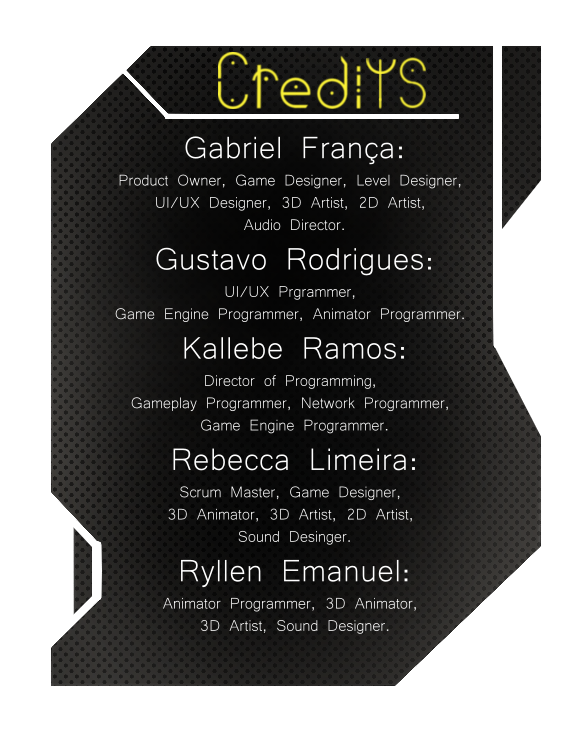 CrediTS
Gabriel França:
Product Owner, Game Designer, Level Designer,
UI/UX Designer, 3D Artist, 2D Artist,
Audio Director.
Gustavo Rodrigues:
UI/UX Prgrammer,
Game Engine Programmer, Animator Programmer.
Kallebe Ramos:
Director of Programming,
Gameplay Programmer, Network Programmer,
Game Engine Programmer.
Rebecca Limeira:
Scrum Master, Game Designer,
3D Animator, 3D Artist, 2D Artist,
Sound Desinger.
Ryllen Emanuel:
Animator Programmer, 3D Animator,
3D Artist, Sound Designer.